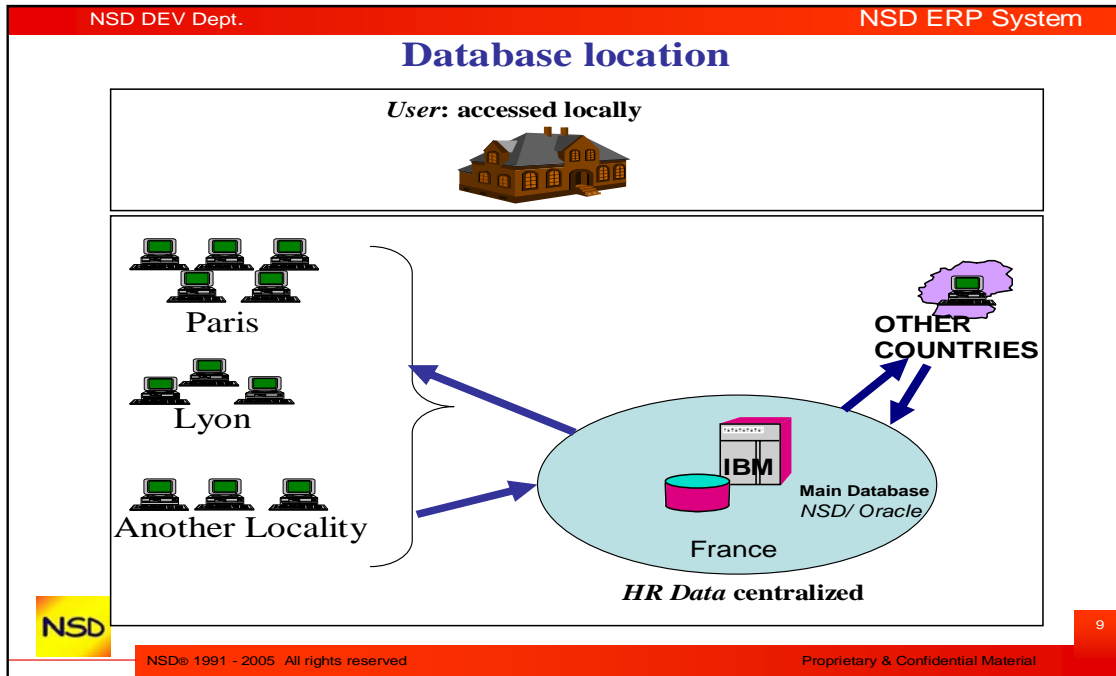 NSD DEV Dept.
NSD ERP System
Database location
User: accessed locally
Paris
Lyon
Another Locality
OTHER
COUNTRIES
IBM
Main Database
NSD/ Oracle
France
HR Data centralized
NSD
9
NSD® 1991 - 2005 All rights reserved
Proprietary & Confidential Material